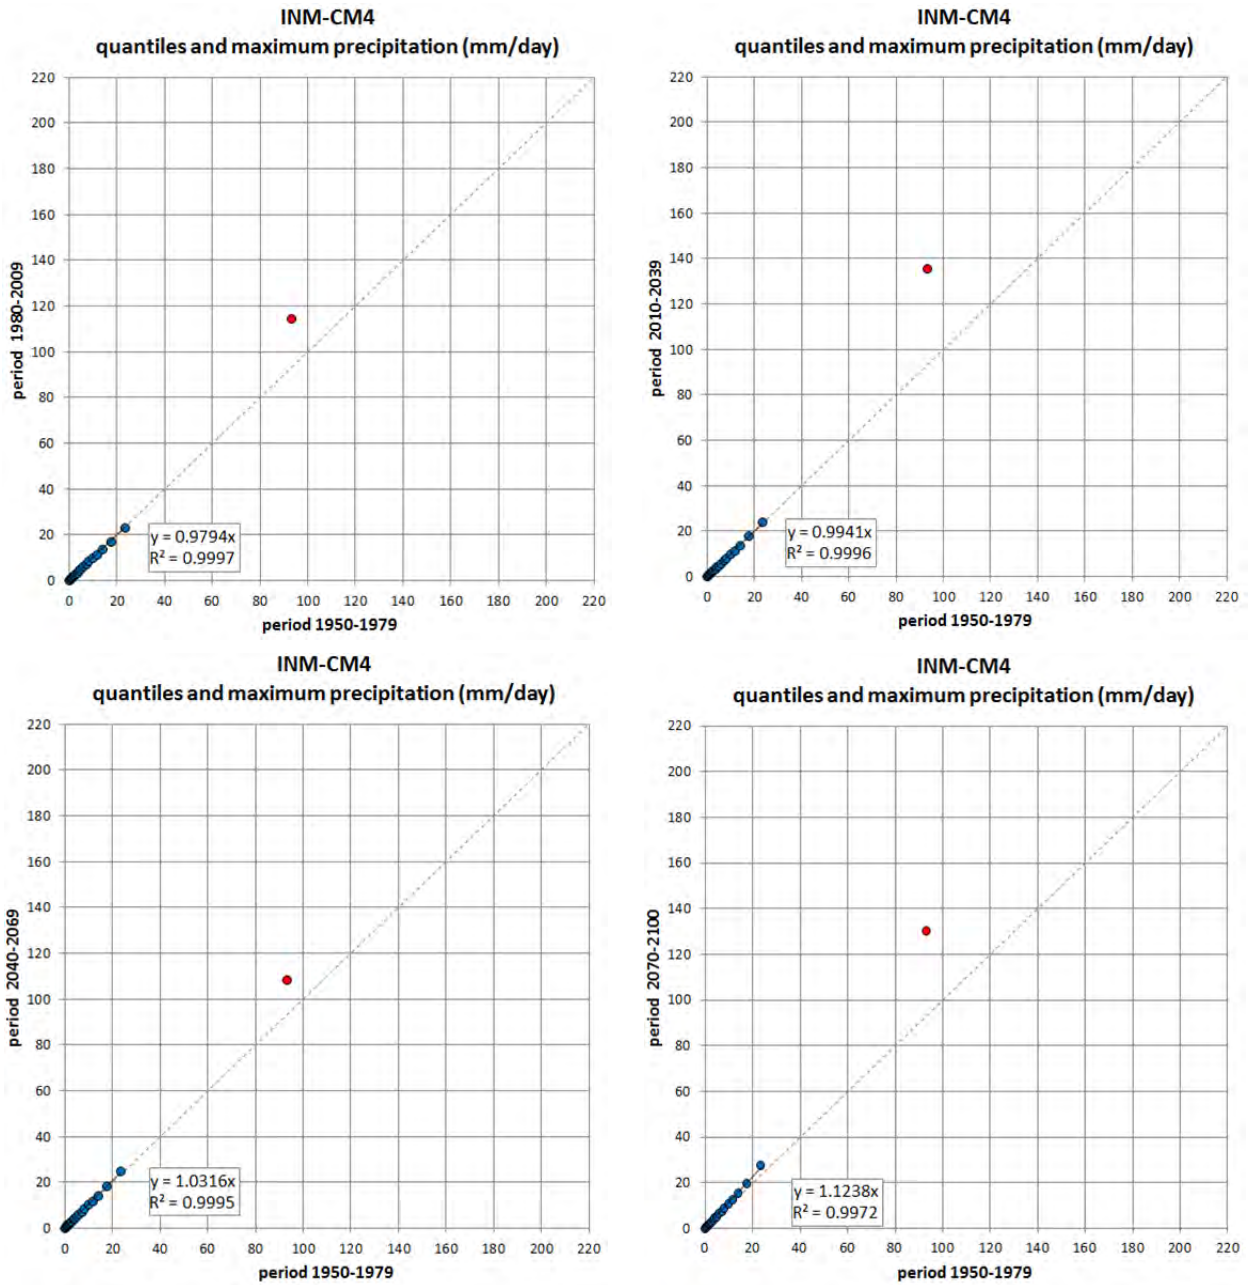 INM-CM4
quantiles and maximum precipitation (mm/day)
220
200
180
160
140
120
100
80
60
40
20
0
period 1980-2009
y = 0.9794x
R² = 0.9997
0 20 40 60 80 100 120 140 160 180 200 220
period 1950-1979
INM-CM4
quantiles and maximum precipitation (mm/day)
220
200
180
160
140
120
100
80
60
40
20
0
period 2010-2039
y = 0.9941x
R² = 0.9996
0 20 40 60 80 100 120 140 160 180 200 220
period 1950-1979
INM-CM4
quantiles and maximum precipitation (mm/day)
220
200
180
160
140
120
100
80
60
40
20
0
period 2040-2069
y = 1.0316x
R² = 0.9995
0 20 40 60 80 100 120 140 160 180 200 220
period 1950-1979
INM-CM4
quantiles and maximum precipitation (mm/day)
220
200
180
160
140
120
100
80
60
40
20
0
period 2070-2100
y = 1.1238x
R² = 0.9972
0 20 40 60 80 100 120 140 160 180 200 220
period 1950-1979